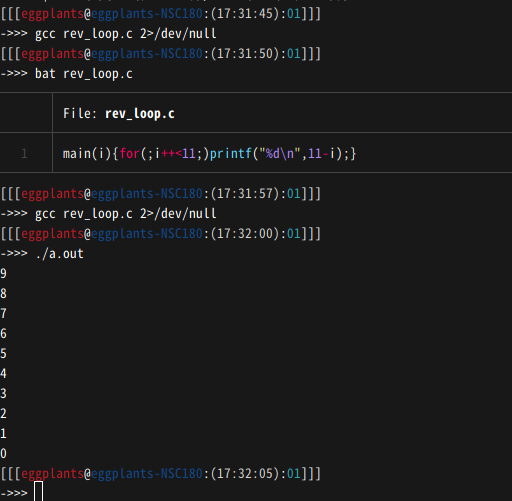 [[[eggplants@eggplants-NSC180:(17:31:45):01]]]
->>> gcc rev_loop.c 2>/dev/null
[[[eggplants@eggplants-NSC180:(17:31:50):01]]]
->>> bat rev_loop.c
File: rev_loop.c
1 main(i){for(;i++<11;)printf("%d\n",11-i);}
[[[eggplants@eggplants-NSC180:(17:31:57):01]]]
->>> gcc rev_loop.c 2>/dev/null
[[[eggplants@eggplants-NSC180:(17:32:00):01]]]
->>> ./a.out
9
8
7
6
5
4
3
2
1
0
[[[eggplants@eggplants-NSC180:(17:32:05):01]]]
->>>